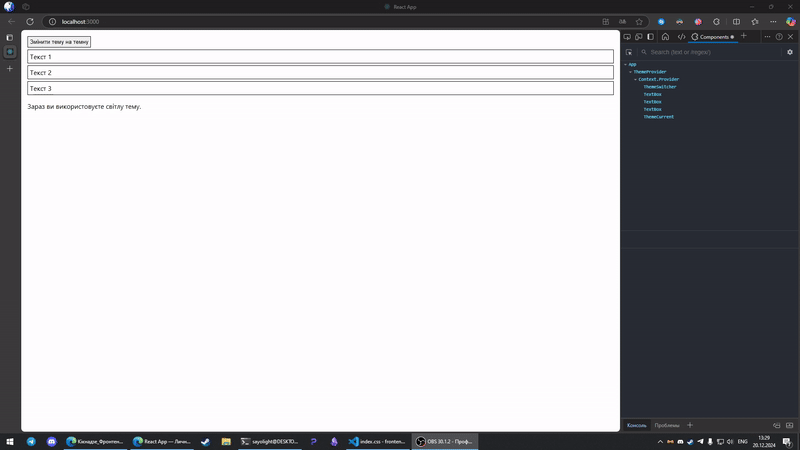 React App
localhost:3000
Змінити тему на темну
Текст 1
Текст 2
Текст 3
Зараз ви використовуєте світлу тему.
Components
Search (text or /regex/)
App
ThemeProvider
Context.Provider
ThemeSwitcher
TextBox
TextBox
TextBox
ThemeCurrent
Консоль
Проблемы
React App — Личн...
sayolight@DESKTO...
index.css - fronten...
OBS 30.1.2 - Проф...
ENG
13:29
20.12.2024